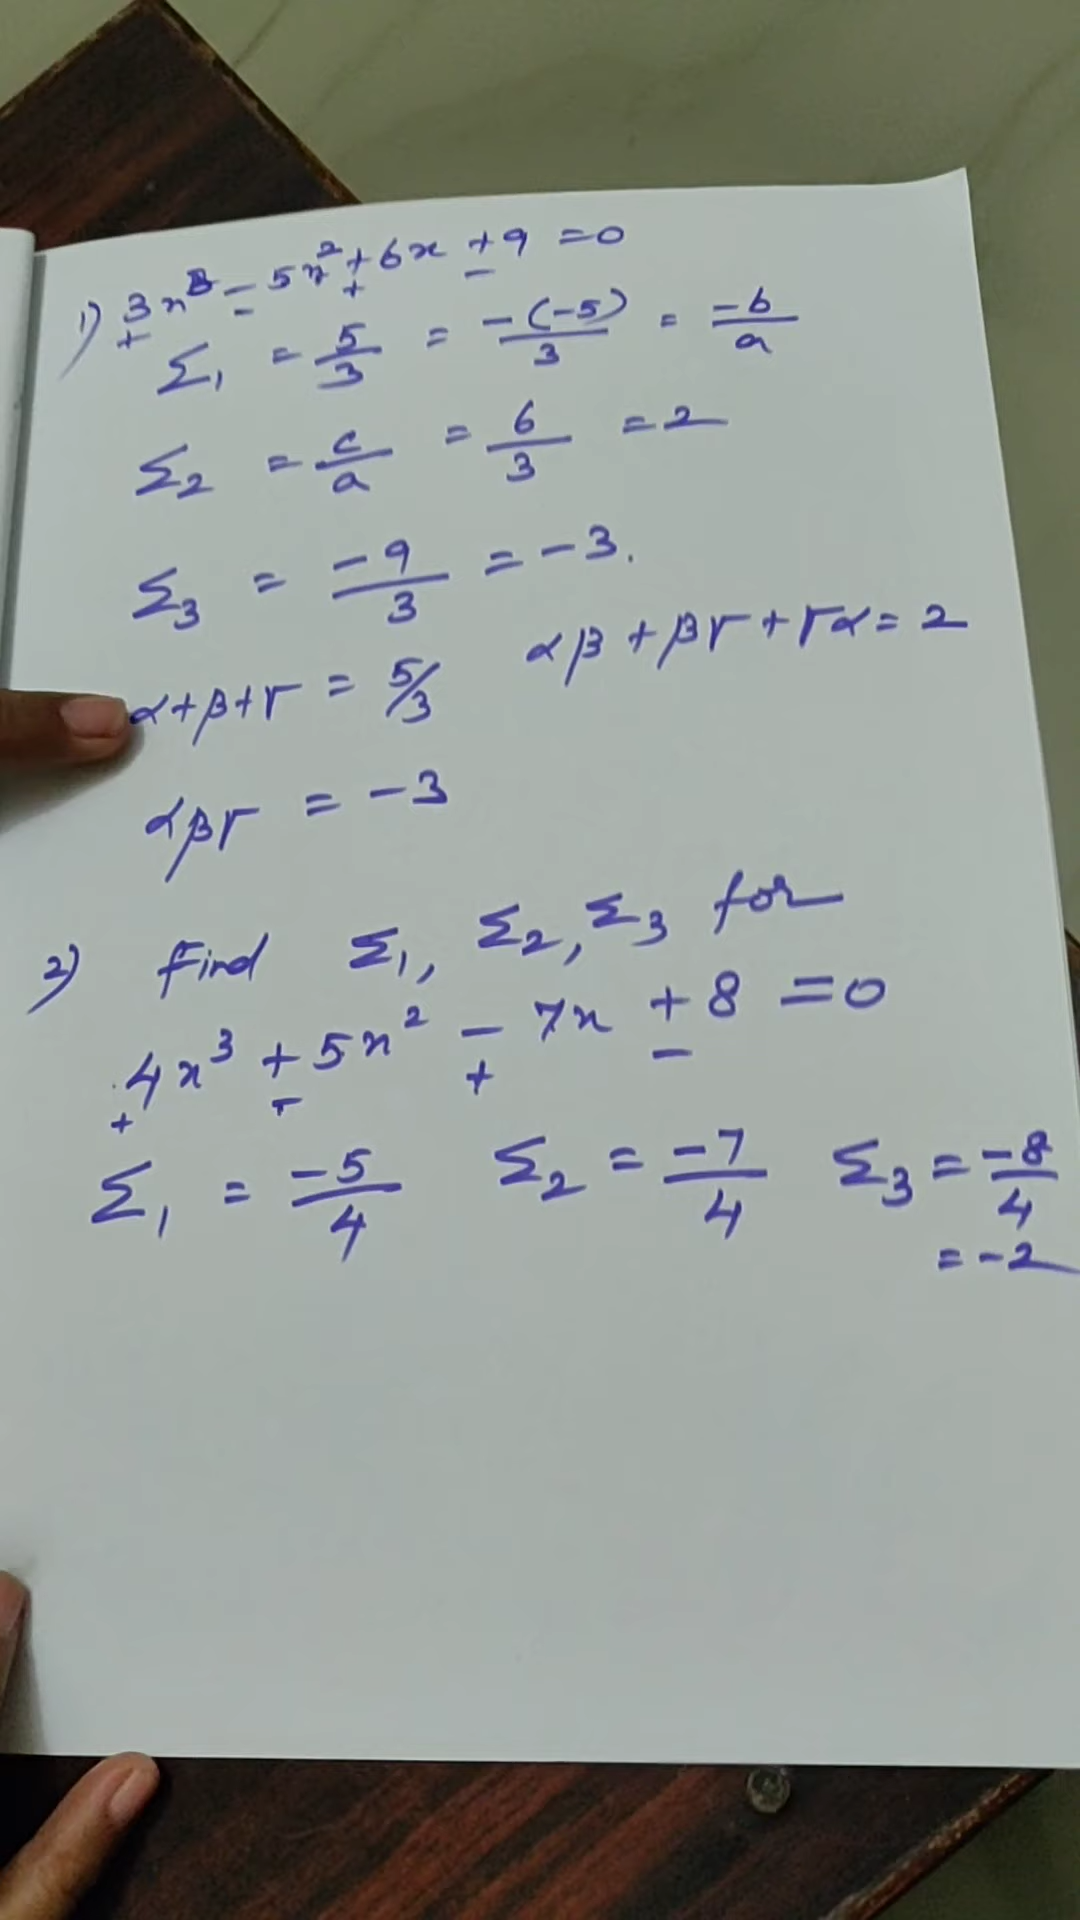 1) 3x³ - 5x² + 6x + 9 = 0
+ - + -
Σ₁ = 5/3 = -(-5)/3 = -b/a
Σ₂ = c/a = 6/3 = 2
Σ₃ = -9/3 = -3.
α+β+γ = 5/3 αβ+βγ+γα = 2
αβγ = -3
2) Find Σ₁, Σ₂, Σ₃ for
4x³ + 5x² - 7x + 8 = 0
+ - + -
Σ₁ = -5/4 Σ₂ = -7/4 Σ₃ = -8/4
= -2